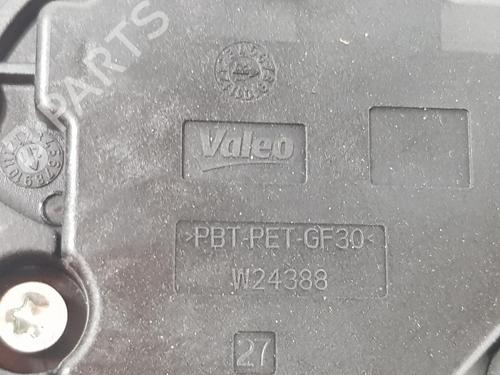 Valeo
>PBT-PET-GF30<
W24388
27
PARTS